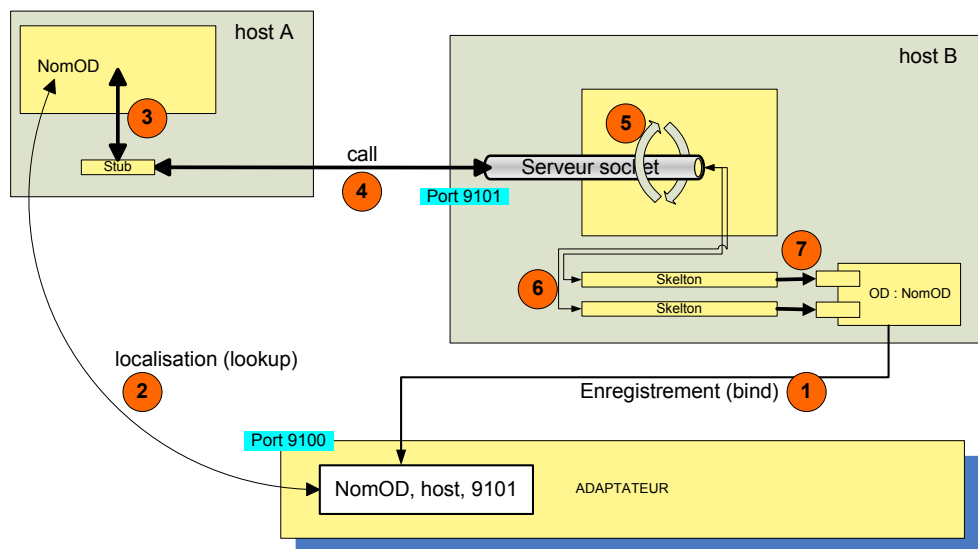 host A
host B
NomOD
3
5
Stub
call
Serveur socket
4
Port 9101
7
Skelton
6
OD : NomOD
Skelton
localisation (lookup)
2
Enregistrement (bind)
1
Port 9100
NomOD, host, 9101
ADAPTATEUR